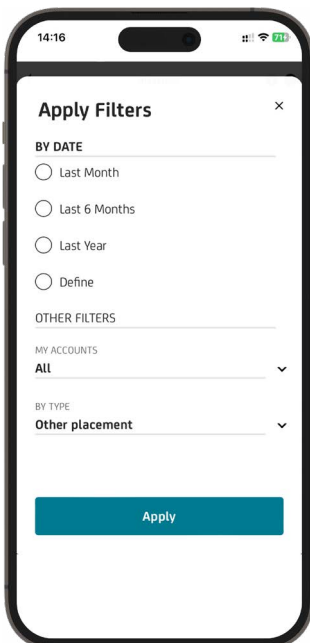 14:16
71
Apply Filters
BY DATE
Last Month
Last 6 Months
Last Year
Define
OTHER FILTERS
MY ACCOUNTS
All
BY TYPE
Other placement
Apply